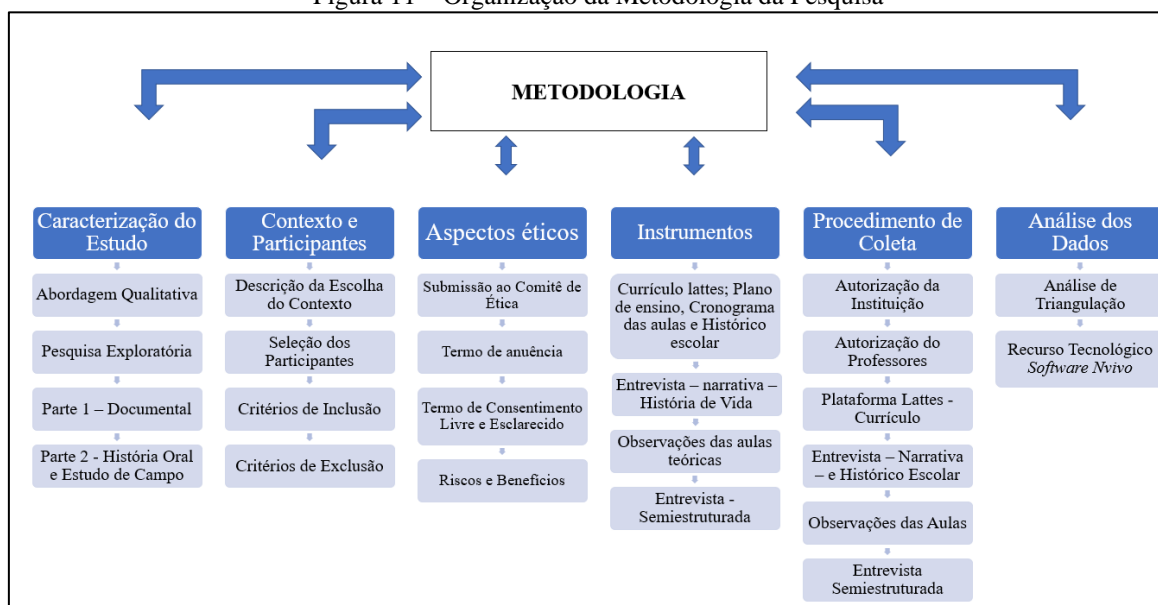 Figura 11 – Organização da Metodologia da Pesquisa
METODOLOGIA
Caracterização do
Estudo
Abordagem Qualitativa
Pesquisa Exploratória
Parte 1 – Documental
Parte 2 - História Oral
e Estudo de Campo
Contexto e
Participantes
Descrição da Escolha
do Contexto
Seleção dos
Participantes
Critérios de Inclusão
Critérios de Exclusão
Aspectos éticos
Submissão ao Comitê de
Ética
Termo de anuência
Termo de Consentimento
Livre e Esclarecido
Riscos e Benefícios
Instrumentos
Currículo lattes; Plano
de ensino, Cronograma
das aulas e Histórico
escolar
Entrevista – narrativa –
História de Vida
Observações das aulas
teóricas
Entrevista -
Semiestruturada
Procedimento de
Coleta
Autorização da
Instituição
Autorização do
Professores
Plataforma Lattes -
Currículo
Entrevista – Narrativa
– e Histórico Escolar
Observações das Aulas
Entrevista
Semiestruturada
Análise dos
Dados
Análise de
Triangulação
Recurso Tecnológico
Software Nvivo